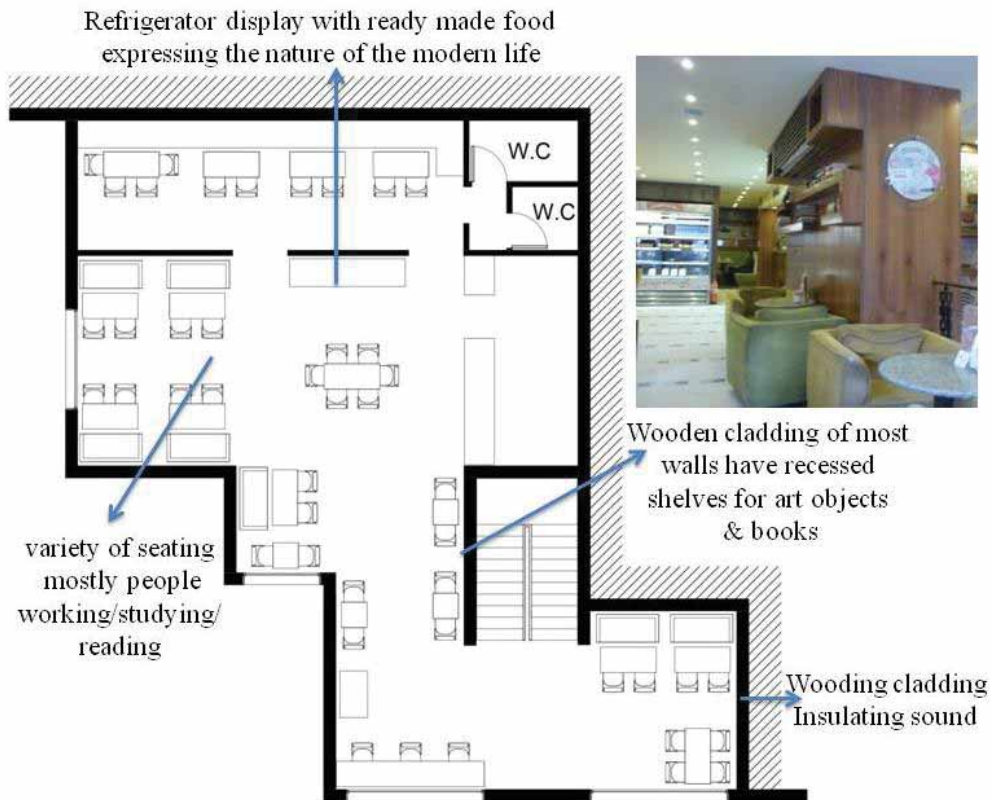 Refrigerator display with ready made food
expressing the nature of the modern life
W.C
W.C
Wooden cladding of most
walls have recessed
shelves for art objects
& books
variety of seating
mostly people
working/studying/
reading
Wooding cladding
Insulating sound